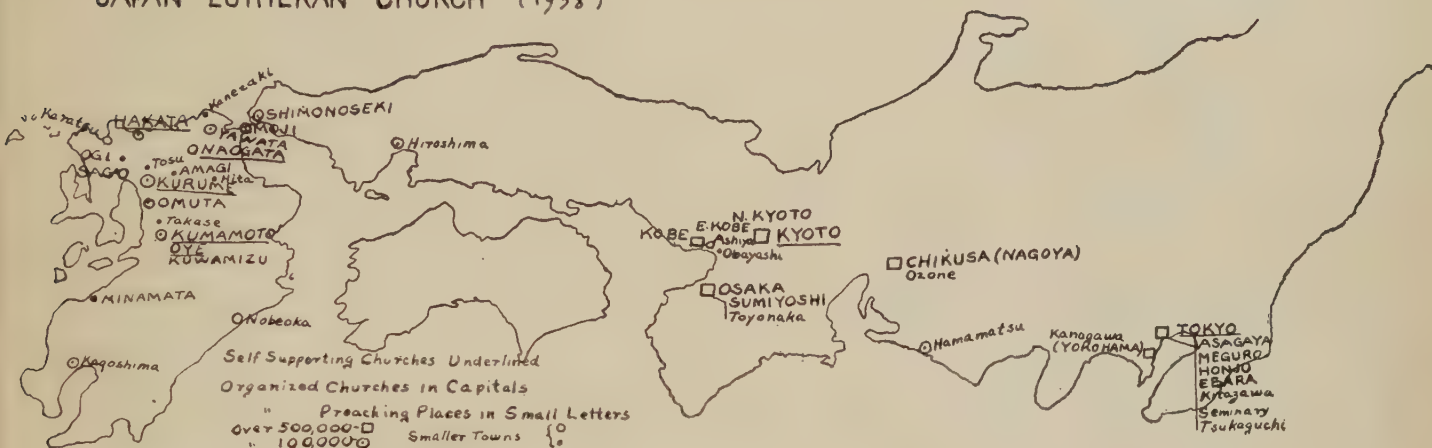 JAPAN LUTHERAN CHURCH (1938)
Kanezaki
Karatsu
HAKATA
SHIMONOSEKI
MOJI
YAWATA
NAOGATA
Hiroshima
OGI
SAGA
Tosu
AMAGI
Hita
KURUME
OMUTA
Takase
KUMAMOTO
OYE
KUWAMIZU
MINAMATA
Nobeoka
Kagoshima
N. KYOTO
E. KOBE
KOBE
Ashiya
KYOTO
Obayashi
OSAKA
SUMIYOSHI
Toyonaka
CHIKUSA (NAGOYA)
Ozone
Hamamatsu
Kanagawa
(YOKOHAMA)
TOKYO
ASAGAYA
MEGURO
HONJO
EBARA
Kitazawa
Seminary
Tsukaguchi
Self Supporting Churches Underlined
Organized Churches in Capitals
" Preaching Places in Small Letters
Over 500,000-□ Smaller Towns {○
" 100,000-⊙ •